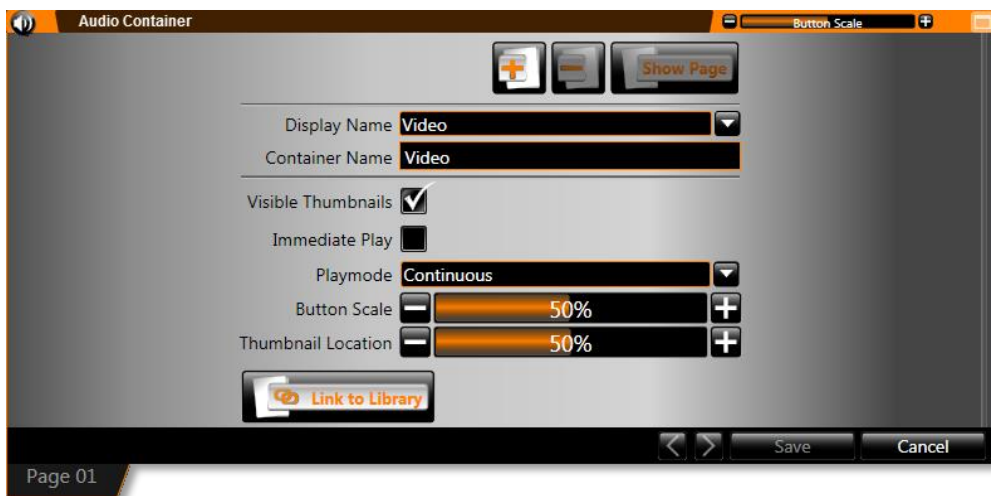 Audio Container
Button Scale
Show Page
Display Name Video
Container Name Video
Visible Thumbnails
Immediate Play
Playmode Continuous
Button Scale 50%
Thumbnail Location 50%
Link to Library
Save Cancel
Page 01